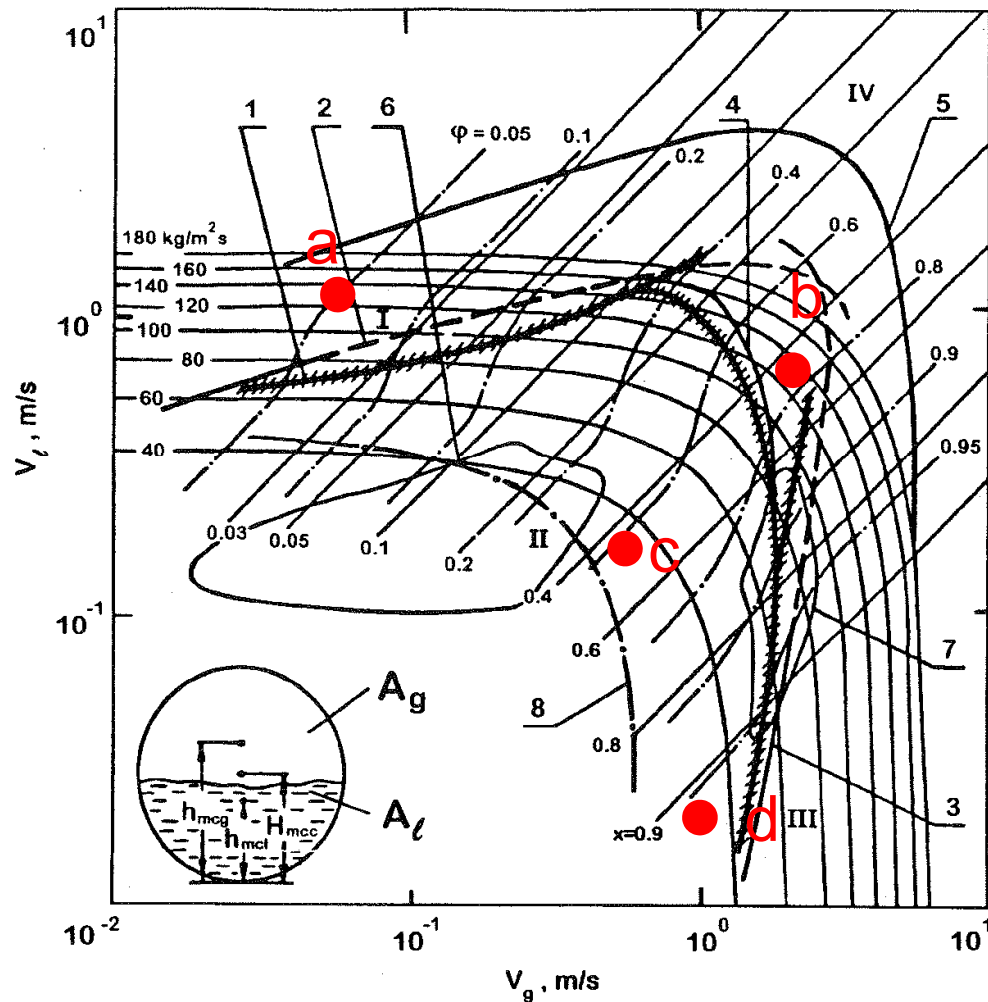 10¹
1
2
6
φ = 0.05
0.1
0.2
4
IV
5
0.4
0.6
180 kg/m²s
a
160
140
0.8
b
10⁰
120
I
100
0.9
80
60
0.95
V_ℓ, m/s
40
0.03
0.05
0.1
II
0.2
c
0.4
10⁻¹
0.6
7
8
0.8
A_g
3
x=0.9
d
III
h_mcg
h_mcl
H_mcc
A_ℓ
10⁻²
10⁻¹
10⁰
10¹
V_g, m/s